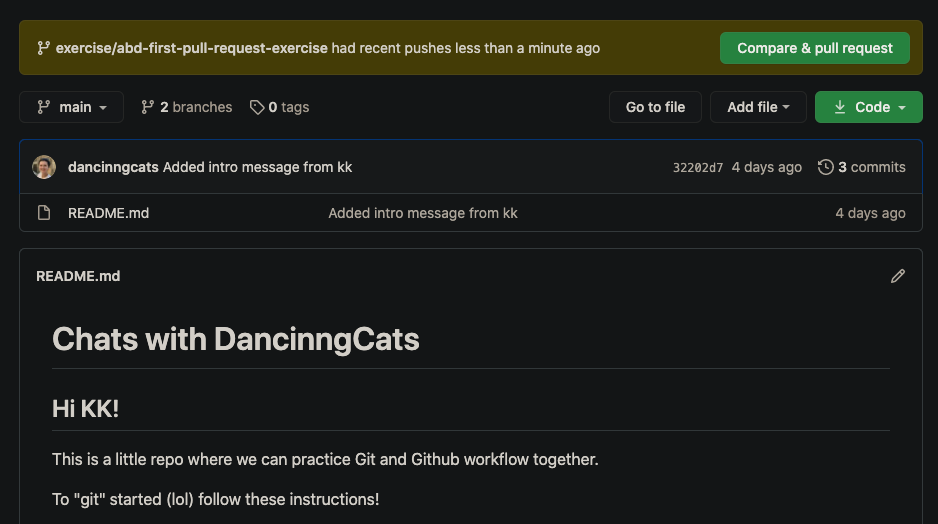 exercise/abd-first-pull-request-exercise had recent pushes less than a minute ago Compare & pull request
main 2 branches 0 tags Go to file Add file Code
dancinngcats Added intro message from kk 32202d7 4 days ago 3 commits
README.md Added intro message from kk 4 days ago
README.md
Chats with DancinngCats
Hi KK!
This is a little repo where we can practice Git and Github workflow together.
To "git" started (lol) follow these instructions!